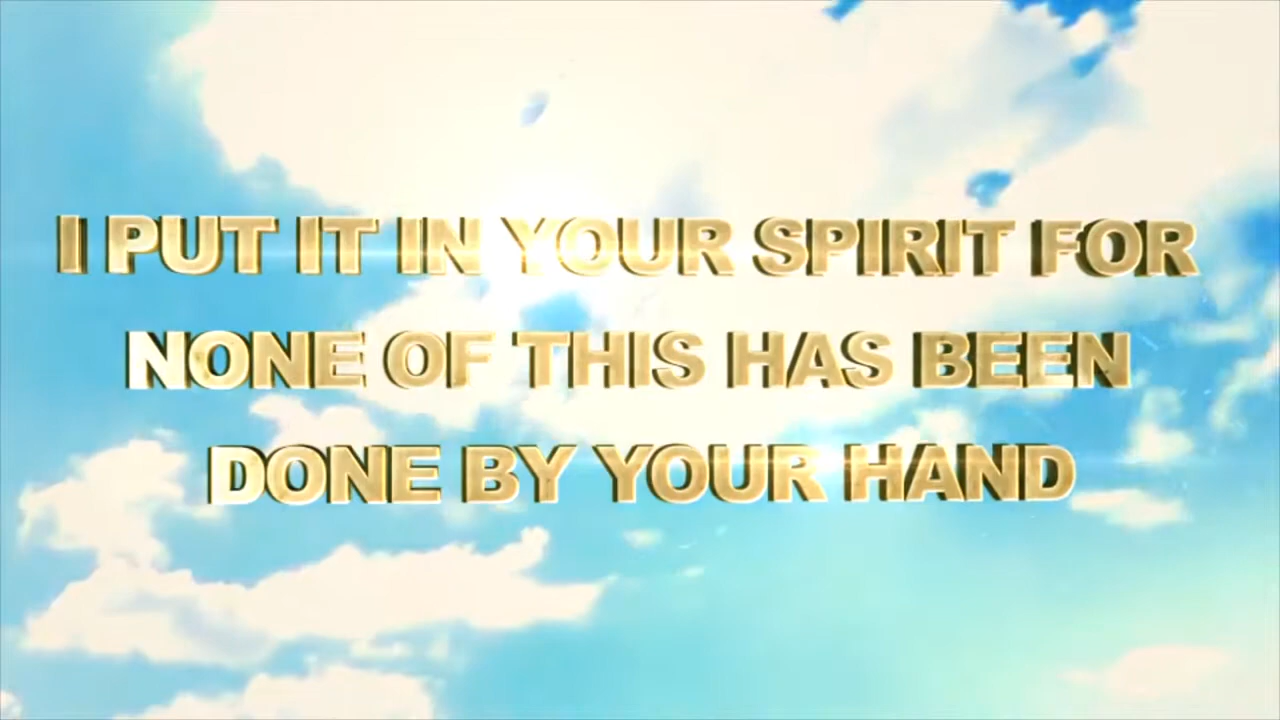 I PUT IT IN YOUR SPIRIT FOR
NONE OF THIS HAS BEEN
DONE BY YOUR HAND